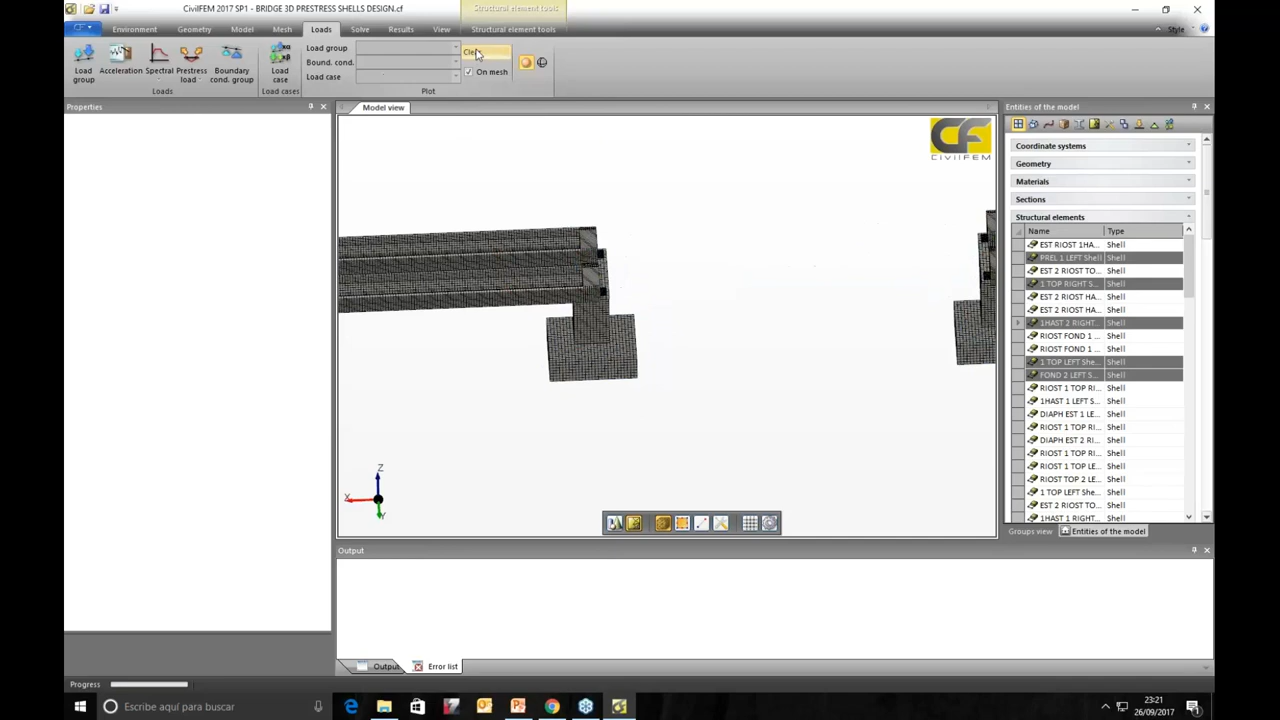 CivilFEM 2017 SP1 - BRIDGE 3D PRESTRESS SHELLS DESIGN.cf
Structural element tools
Environment Geometry Model Mesh Loads Solve Results View Structural element tools Style
Load group
Acceleration
Spectral
Prestress load
Boundary cond. group
Load case
Load group
Bound. cond.
Load case
Clear
On mesh
Loads Load cases Plot
Properties
Model view
Entities of the model
CF
CIVILFEM
Coordinate systems
Geometry
Materials
Sections
Structural elements
Name Type
EST RIOST 1HA... Shell
PREL 1 LEFT Shell Shell
EST 2 RIOST TO... Shell
1 TOP RIGHT S... Shell
EST 2 RIOST HA... Shell
EST 2 RIOST HA... Shell
1HAST 2 RIGHT... Shell
RIOST FOND 1 ... Shell
RIOST FOND 1 ... Shell
1 TOP LEFT She... Shell
FOND 2 LEFT S... Shell
RIOST 1 TOP RI... Shell
1HAST 1 LEFT S... Shell
DIAPH EST 1 LE... Shell
RIOST 1 TOP RI... Shell
DIAPH EST 2 RI... Shell
RIOST 1 TOP RI... Shell
RIOST 1 TOP LE... Shell
RIOST TOP 2 LE... Shell
1 TOP LEFT She... Shell
EST 2 RIOST TO... Shell
1HAST 1 RIGHT... Shell
Groups view Entities of the model
Z
X
Y
Output
Output Error list
Progress
Escribe aquí para buscar
23:21
26/09/2017
1